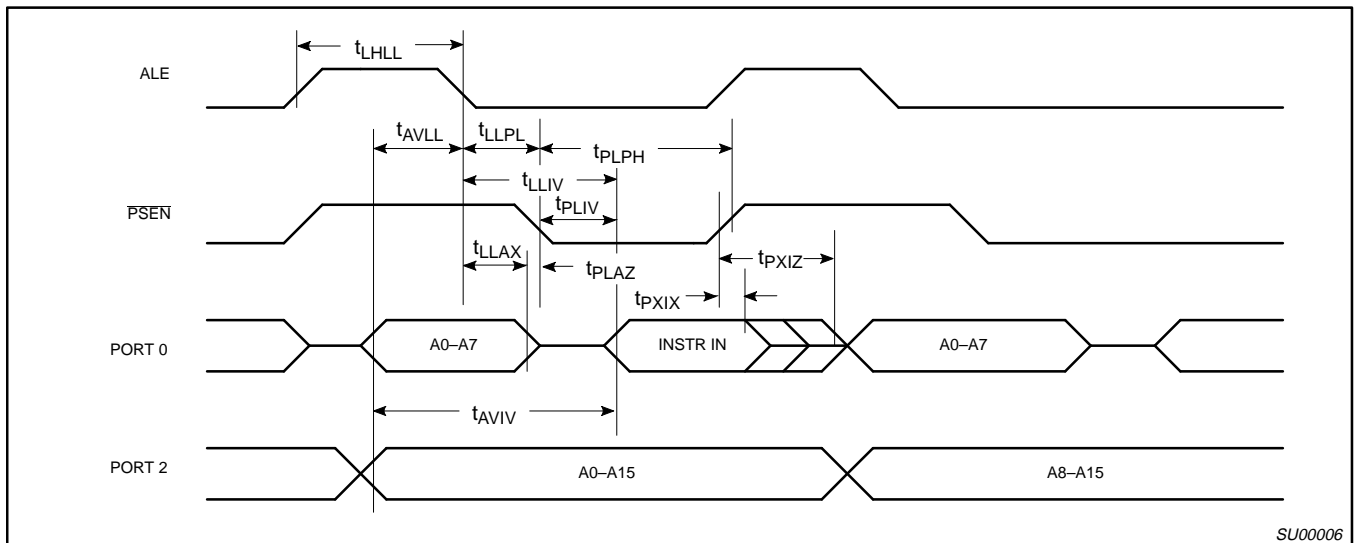 tLHLL
ALE
tAVLL
tLLPL
tPLPH
tLLIV
PSEN
tPLIV
tLLAX
tPLAZ
tPXIZ
tPXIX
PORT 0
A0–A7
INSTR IN
A0–A7
tAVIV
PORT 2
A0–A15
A8–A15
SU00006